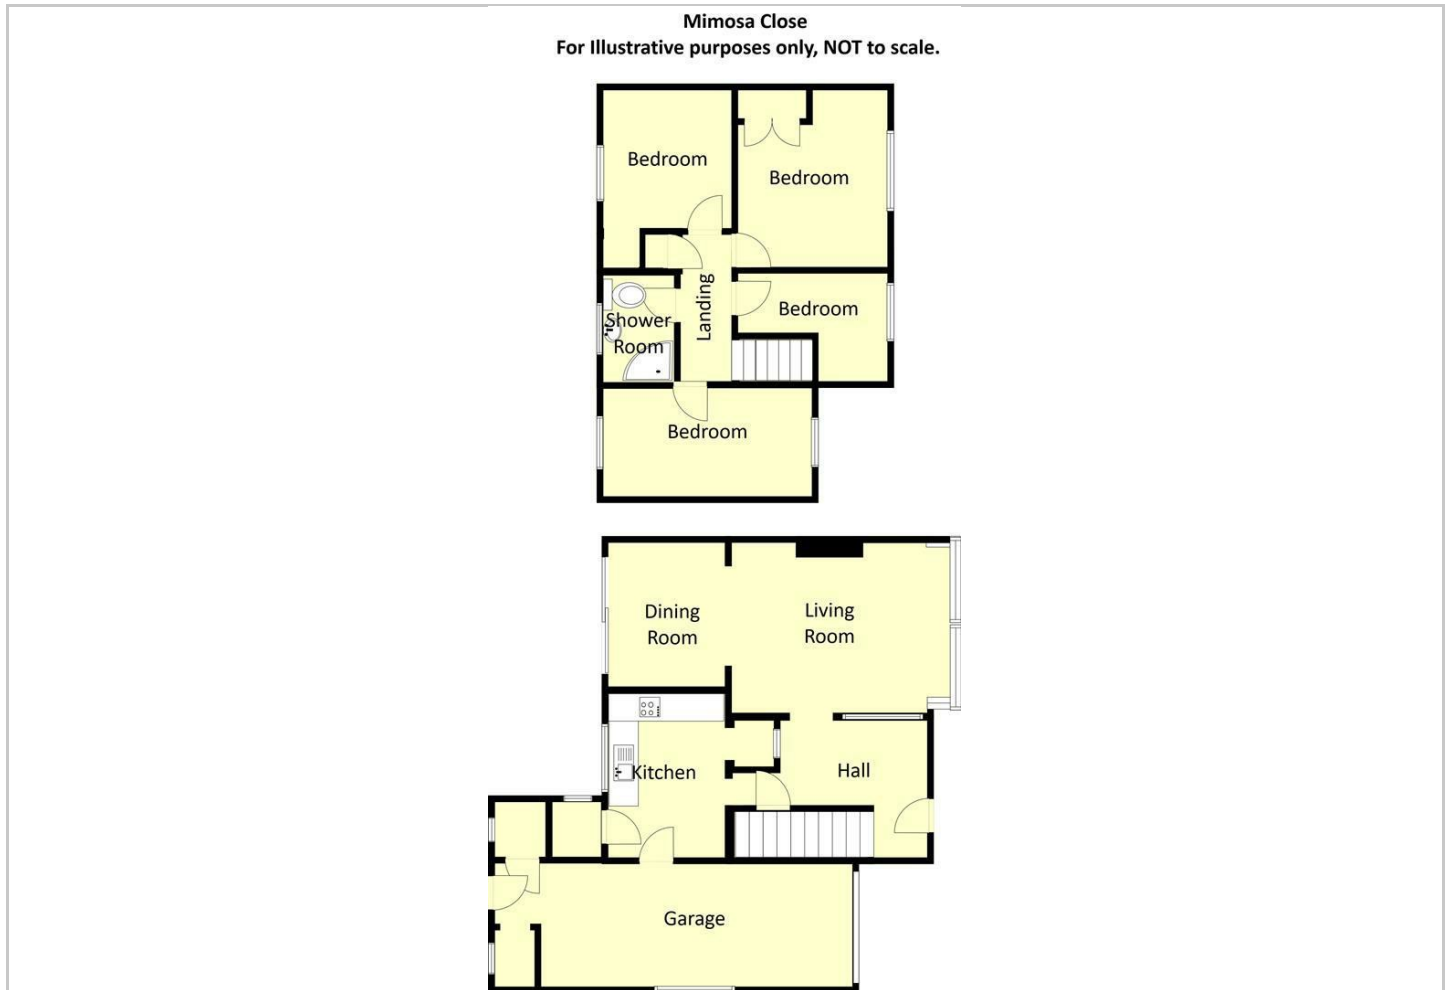 Mimosa Close
For Illustrative purposes only, NOT to scale.
Bedroom
Bedroom
Landing
Bedroom
Shower
Room
Bedroom
Dining
Room
Living
Room
Kitchen
Hall
Garage